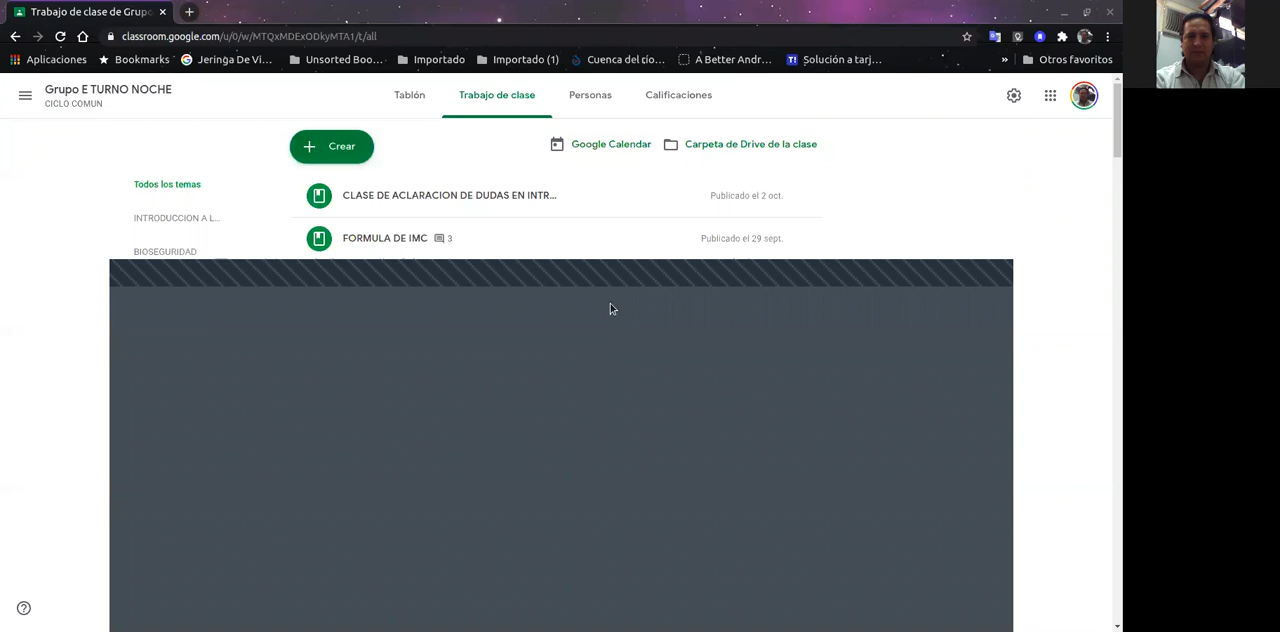 Trabajo de clase de Grupo
classroom.google.com/u/0/w/MTQxMDExODkyMTA1/t/all
Aplicaciones Bookmarks Jeringa De Vi... Unsorted Boo... Importado Importado (1) Cuenca del río... A Better Andr... T! Solución a tarj... » Otros favoritos
Grupo E TURNO NOCHE
CICLO COMUN
Tablón Trabajo de clase Personas Calificaciones
Crear Google Calendar Carpeta de Drive de la clase
Todos los temas
CLASE DE ACLARACION DE DUDAS EN INTR... Publicado el 2 oct.
INTRODUCCION A L...
FORMULA DE IMC 3 Publicado el 29 sept.
BIOSEGURIDAD